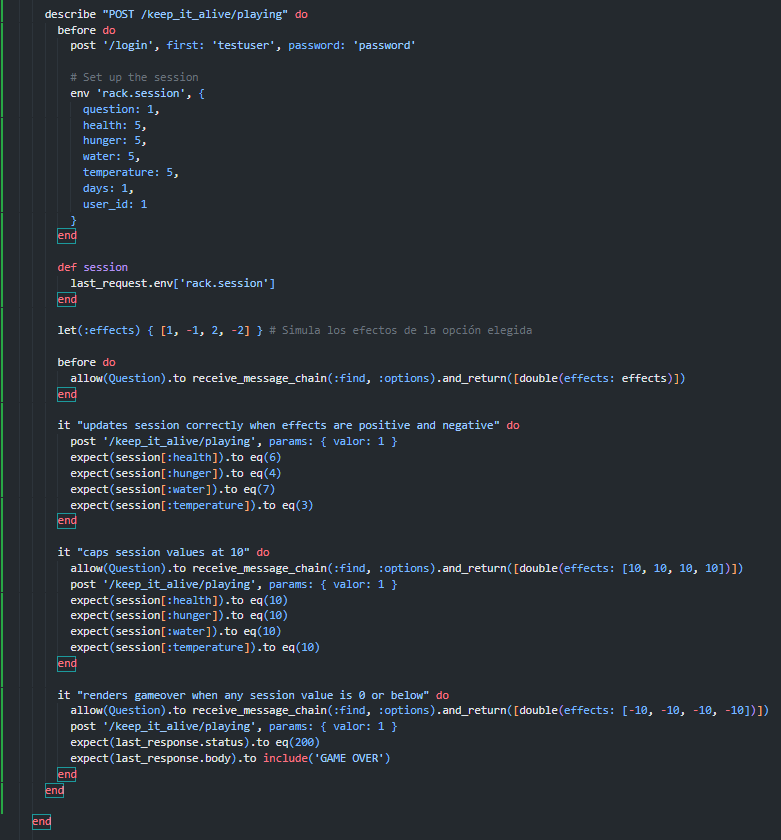 describe "POST /keep_it_alive/playing" do
before do
post '/login', first: 'testuser', password: 'password'
# Set up the session
env 'rack.session', {
question: 1,
health: 5,
hunger: 5,
water: 5,
temperature: 5,
days: 1,
user_id: 1
}
end
def session
last_request.env['rack.session']
end
let(:effects) { [1, -1, 2, -2] } # Simula los efectos de la opción elegida
before do
allow(Question).to receive_message_chain(:find, :options).and_return([double(effects: effects)])
end
it "updates session correctly when effects are positive and negative" do
post '/keep_it_alive/playing', params: { valor: 1 }
expect(session[:health]).to eq(6)
expect(session[:hunger]).to eq(4)
expect(session[:water]).to eq(7)
expect(session[:temperature]).to eq(3)
end
it "caps session values at 10" do
allow(Question).to receive_message_chain(:find, :options).and_return([double(effects: [10, 10, 10, 10])])
post '/keep_it_alive/playing', params: { valor: 1 }
expect(session[:health]).to eq(10)
expect(session[:hunger]).to eq(10)
expect(session[:water]).to eq(10)
expect(session[:temperature]).to eq(10)
end
it "renders gameover when any session value is 0 or below" do
allow(Question).to receive_message_chain(:find, :options).and_return([double(effects: [-10, -10, -10, -10])])
post '/keep_it_alive/playing', params: { valor: 1 }
expect(last_response.status).to eq(200)
expect(last_response.body).to include('GAME OVER')
end
end
end